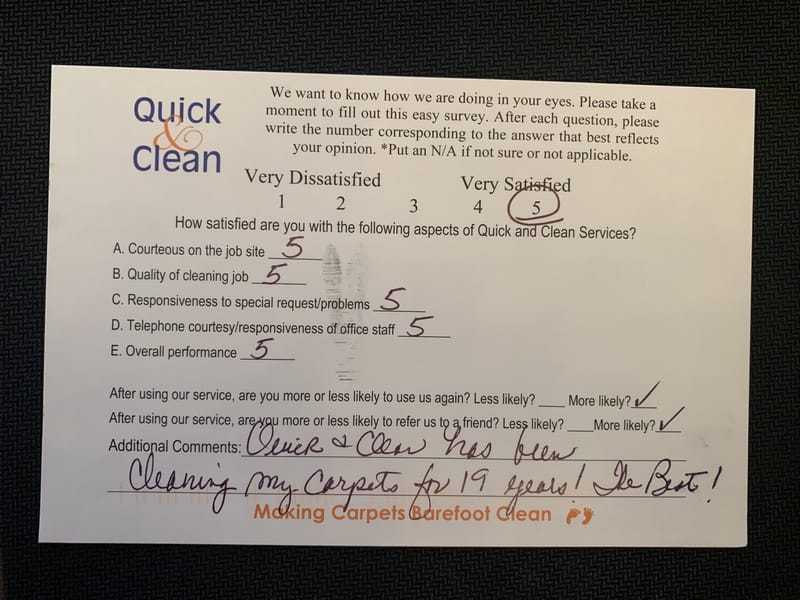 Quick
&
Clean
We want to know how we are doing in your eyes. Please take a
moment to fill out this easy survey. After each question, please
write the number corresponding to the answer that best reflects
your opinion. *Put an N/A if not sure or not applicable.
Very Dissatisfied Very Satisfied
1 2 3 4 5
How satisfied are you with the following aspects of Quick and Clean Services?
A. Courteous on the job site 5
B. Quality of cleaning job 5
C. Responsiveness to special request/problems 5
D. Telephone courtesy/responsiveness of office staff 5
E. Overall performance 5
After using our service, are you more or less likely to use us again? Less likely? ___ More likely? ✓
After using our service, are you more or less likely to refer us to a friend? Less likely? ___ More likely? ✓
Additional Comments: Quick & Clean has been
Cleaning my Carpets for 19 years! The Best!
Making Carpets Barefoot Clean